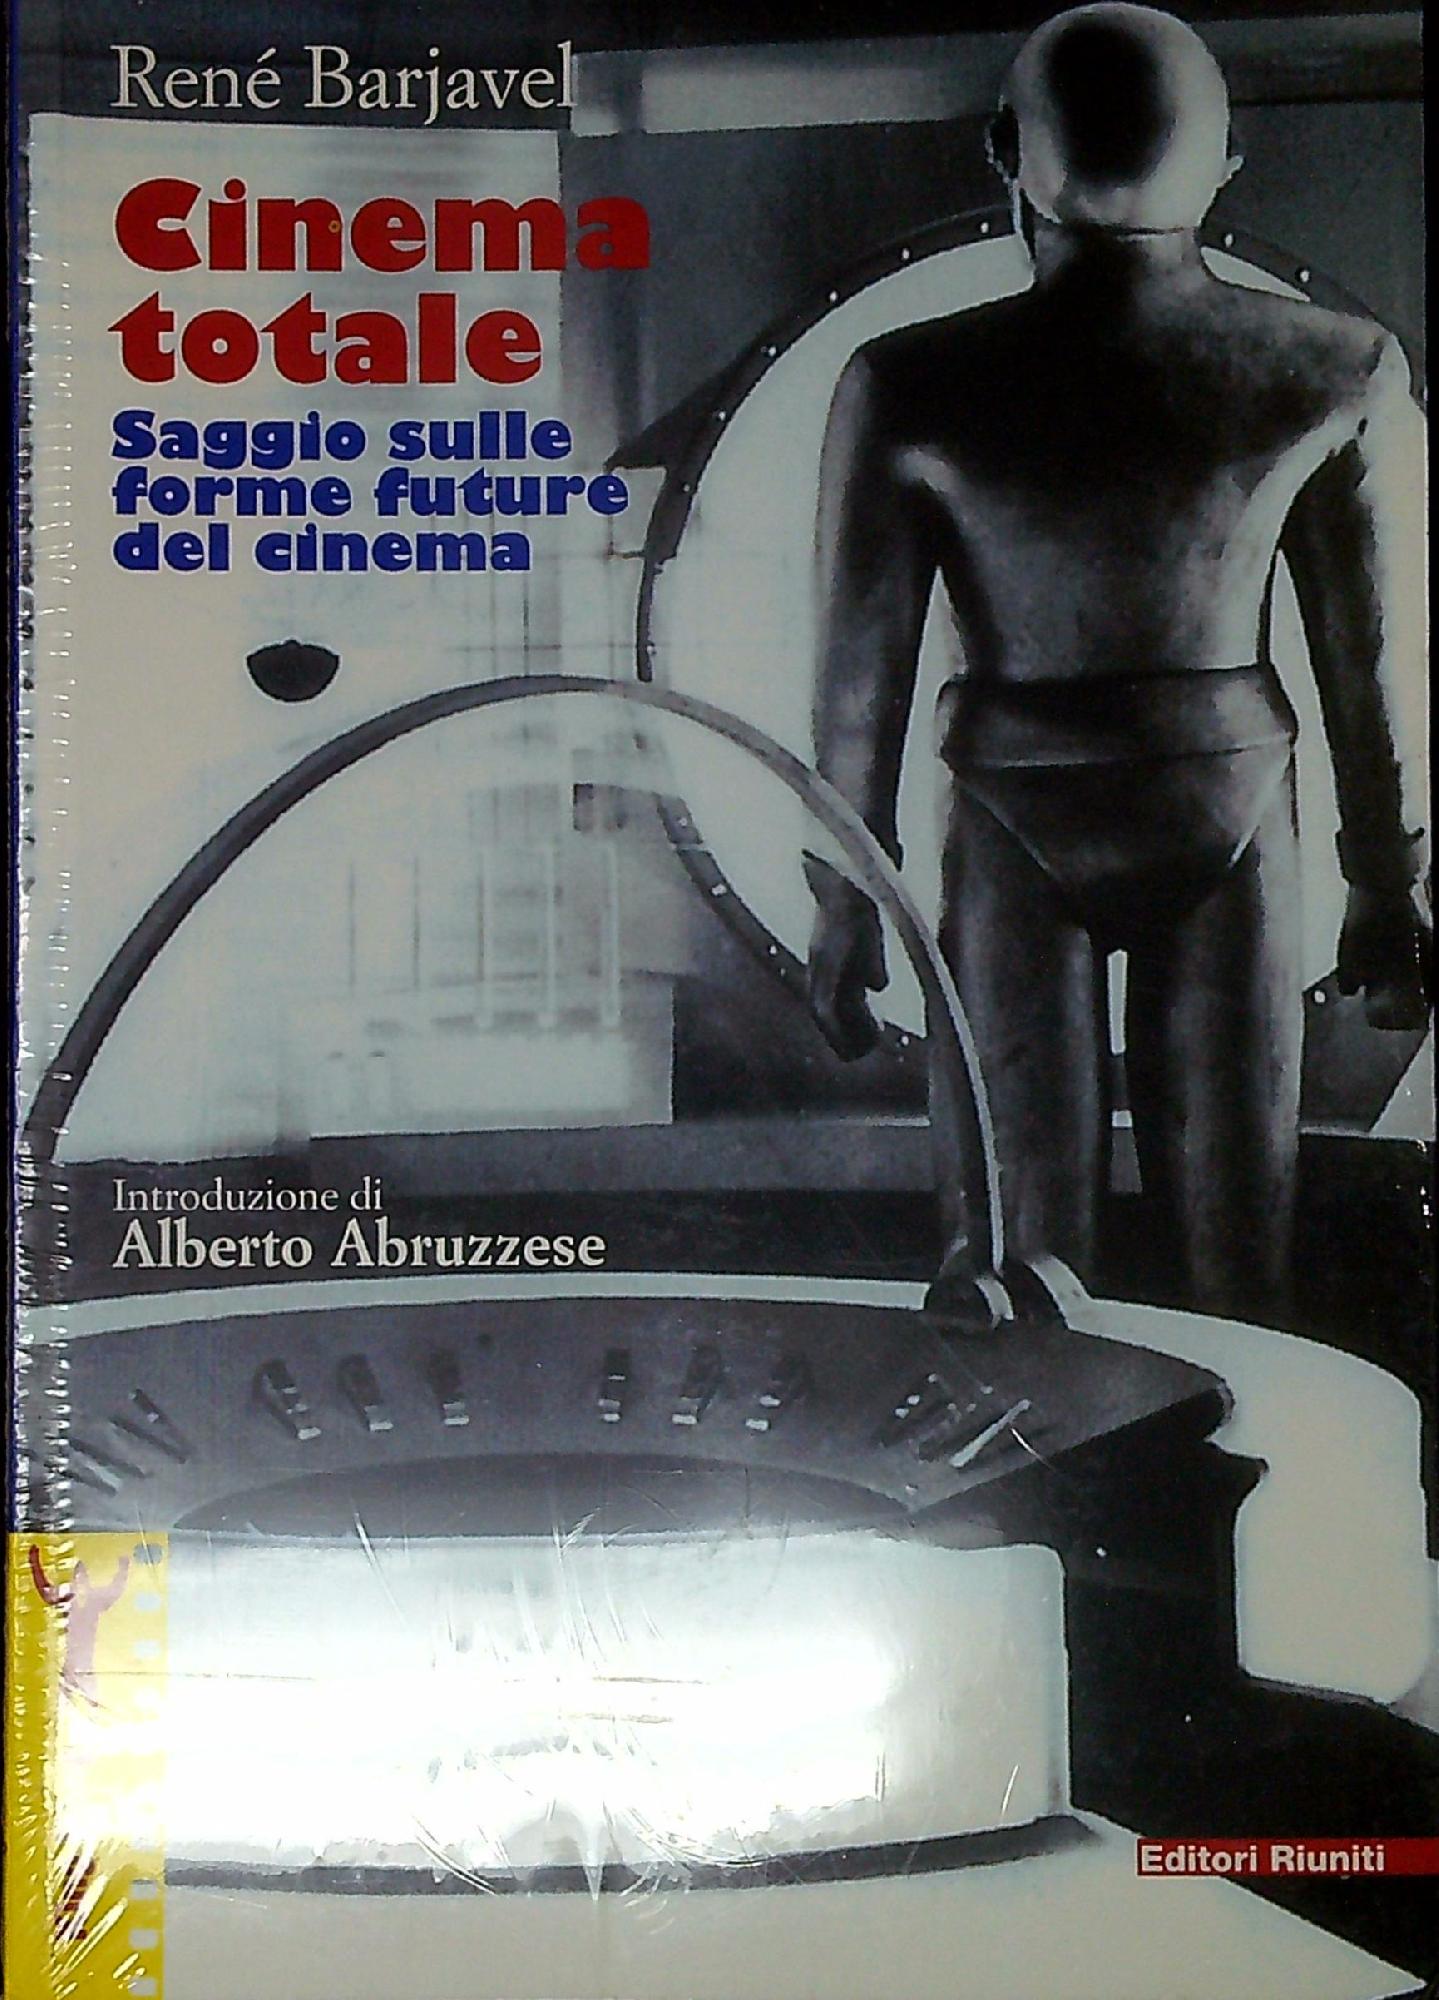 René Barjavel
Cinema
totale
Saggio sulle
forme future
del cinema
Introduzione di
Alberto Abruzzese
Editori Riuniti